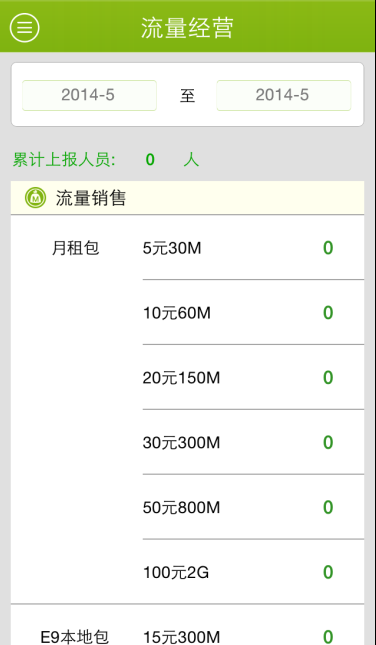 流量经营
2014-5 至 2014-5
累计上报人员: 0 人
流量销售
月租包 5元30M 0
10元60M 0
20元150M 0
30元300M 0
50元800M 0
100元2G 0
E9本地包 15元300M 0